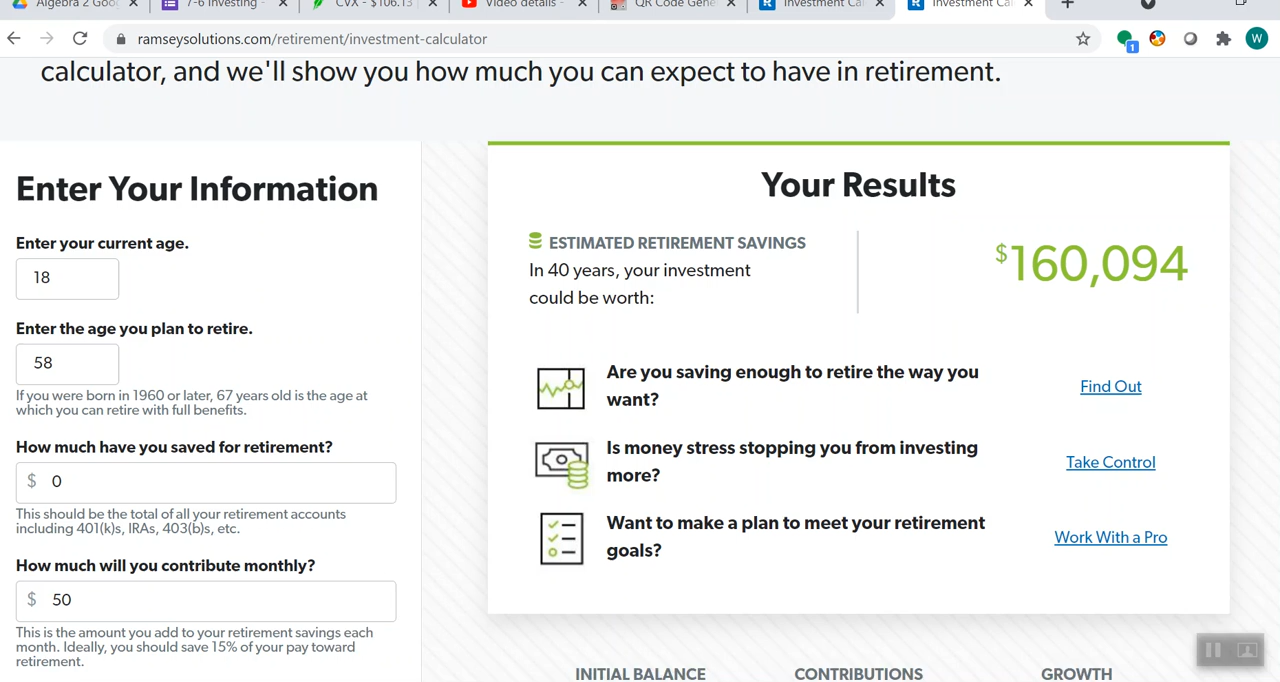 Algebra 2 Goo
7-6 Investing -
CVX - $106.13
Video details -
QR Code Gene
Investment Ca
Investment Ca
ramseysolutions.com/retirement/investment-calculator
1
W
calculator, and we'll show you how much you can expect to have in retirement.
Enter Your Information
Enter your current age.
18
Enter the age you plan to retire.
58
If you were born in 1960 or later, 67 years old is the age at
which you can retire with full benefits.
How much have you saved for retirement?
$ 0
This should be the total of all your retirement accounts
including 401(k)s, IRAs, 403(b)s, etc.
How much will you contribute monthly?
$ 50
This is the amount you add to your retirement savings each
month. Ideally, you should save 15% of your pay toward
retirement.
Your Results
ESTIMATED RETIREMENT SAVINGS
In 40 years, your investment
could be worth:
$160,094
Are you saving enough to retire the way you
want?
Find Out
Is money stress stopping you from investing
more?
Take Control
Want to make a plan to meet your retirement
goals?
Work With a Pro
INITIAL BALANCE
CONTRIBUTIONS
GROWTH